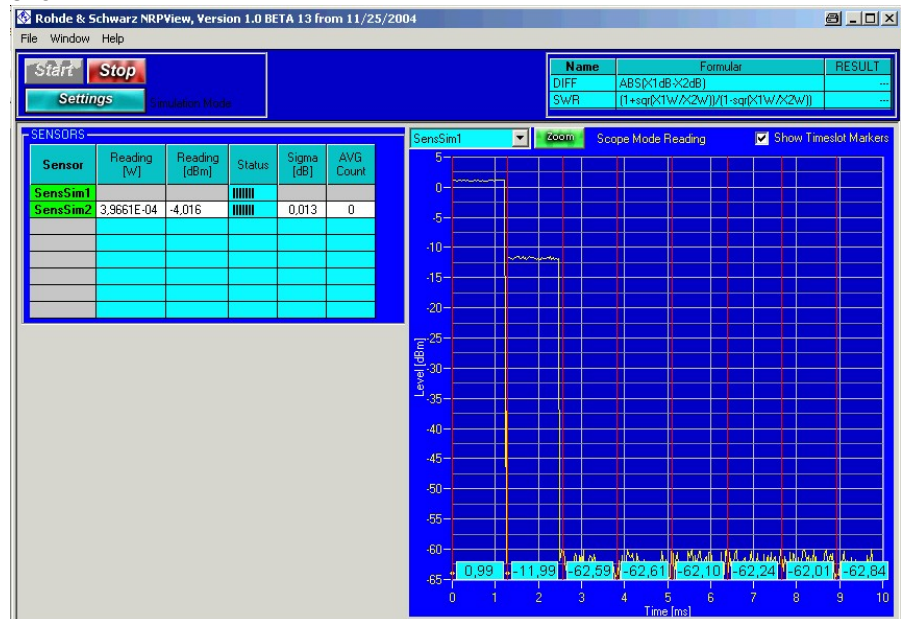 Rohde & Schwarz NRPView, Version 1.0 BETA 13 from 11/25/2004
File Window Help
Start Stop
Settings Simulation Mode
Name Formular RESULT
DIFF ABS(X1dB-X2dB) ---
SWR (1+sqr(X1W/X2W))/(1-sqr(X1W/X2W)) ---
SENSORS
Sensor Reading [W] Reading [dBm] Status Sigma [dB] AVG Count
SensSim1
SensSim2 3,9661E-04 -4,016 0,013 0
SensSim1 Zoom Scope Mode Reading Show Timeslot Markers
5
0
-5
-10
-15
-20
-25
-30
-35
-40
-45
-50
-55
-60
-65
Level [dBm]
0,99 -11,99 -62,59 -62,61 -62,10 -62,24 -62,01 -62,84
0 1 2 3 4 5 6 7 8 9 10
Time [ms]